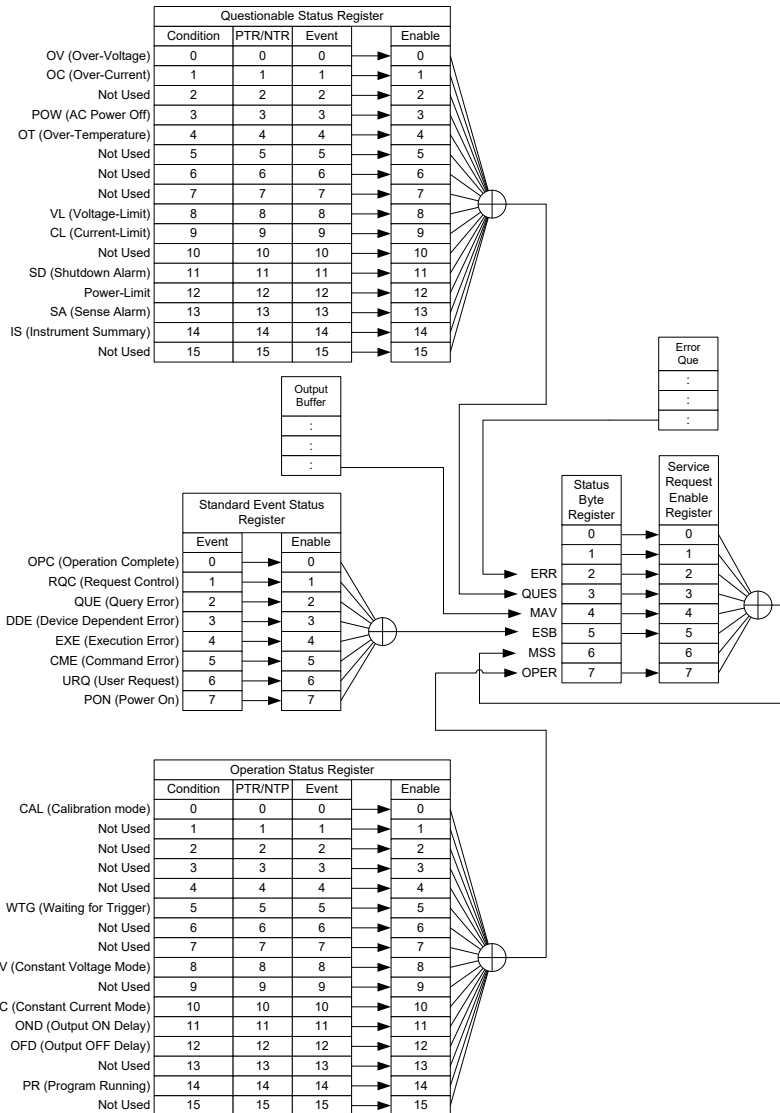 Questionable Status Register
Condition PTR/NTR Event Enable
OV (Over-Voltage) 0 0 0 0
OC (Over-Current) 1 1 1 1
Not Used 2 2 2 2
POW (AC Power Off) 3 3 3 3
OT (Over-Temperature) 4 4 4 4
Not Used 5 5 5 5
Not Used 6 6 6 6
Not Used 7 7 7 7
VL (Voltage-Limit) 8 8 8 8
CL (Current-Limit) 9 9 9 9
Not Used 10 10 10 10
SD (Shutdown Alarm) 11 11 11 11
Power-Limit 12 12 12 12
SA (Sense Alarm) 13 13 13 13
IS (Instrument Summary) 14 14 14 14
Not Used 15 15 15 15
Error
Que
:
:
:
Output
Buffer
:
:
:
Status
Byte
Register
Service
Request
Enable
Register
0 0
1 1
ERR 2 2
QUES 3 3
MAV 4 4
ESB 5 5
MSS 6 6
OPER 7 7
Standard Event Status
Register
Event Enable
OPC (Operation Complete) 0 0
RQC (Request Control) 1 1
QUE (Query Error) 2 2
DDE (Device Dependent Error) 3 3
EXE (Execution Error) 4 4
CME (Command Error) 5 5
URQ (User Request) 6 6
PON (Power On) 7 7
Operation Status Register
Condition PTR/NTP Event Enable
CAL (Calibration mode) 0 0 0 0
Not Used 1 1 1 1
Not Used 2 2 2 2
Not Used 3 3 3 3
Not Used 4 4 4 4
WTG (Waiting for Trigger) 5 5 5 5
Not Used 6 6 6 6
Not Used 7 7 7 7
V (Constant Voltage Mode) 8 8 8 8
Not Used 9 9 9 9
C (Constant Current Mode) 10 10 10 10
OND (Output ON Delay) 11 11 11 11
OFD (Output OFF Delay) 12 12 12 12
Not Used 13 13 13 13
PR (Program Running) 14 14 14 14
Not Used 15 15 15 15